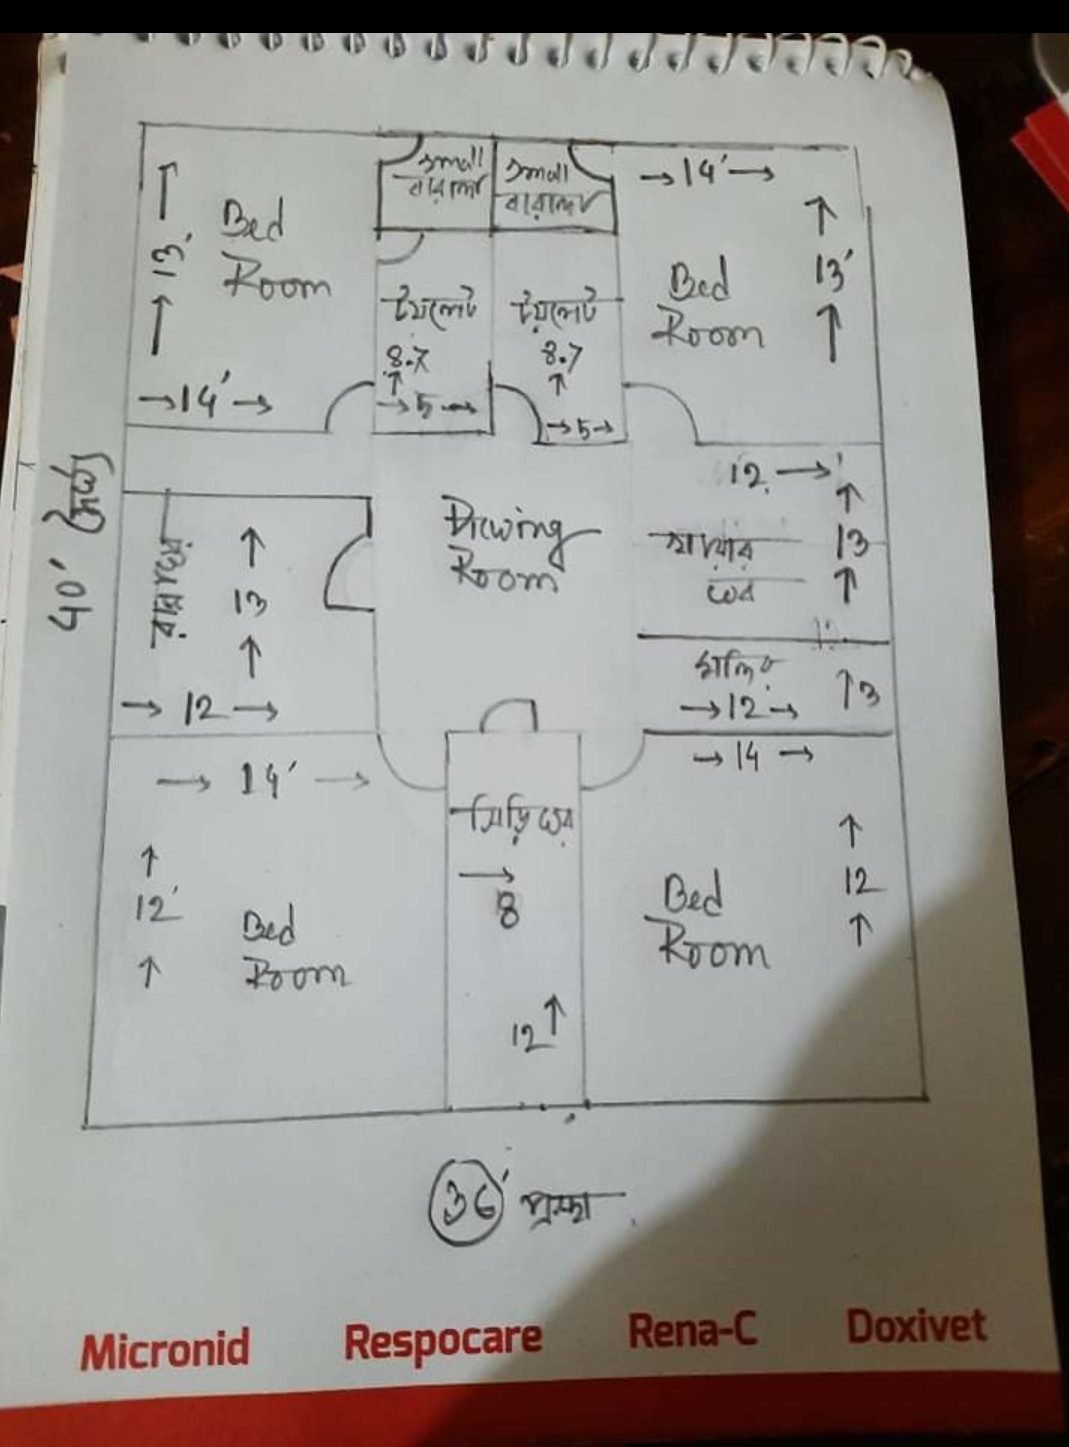 small
বারান্দা
small
বারান্দা
→14'→
13'
Bed
Room
Bed
Room
13'
টয়লেট
টয়লেট
8.7
8.7
→14'→
→5→
→5→
12→
40' দৈর্ঘ্য
রান্নাঘর
13
Drewing
Room
13
খাবার
ঘর
→12→
→12→
3
→14'→
→14→
সিড়ি ঘর
→
8
12'
Bed
Room
12
Bed
Room
12
36' প্রস্থ
Micronid Respocare Rena-C Doxivet